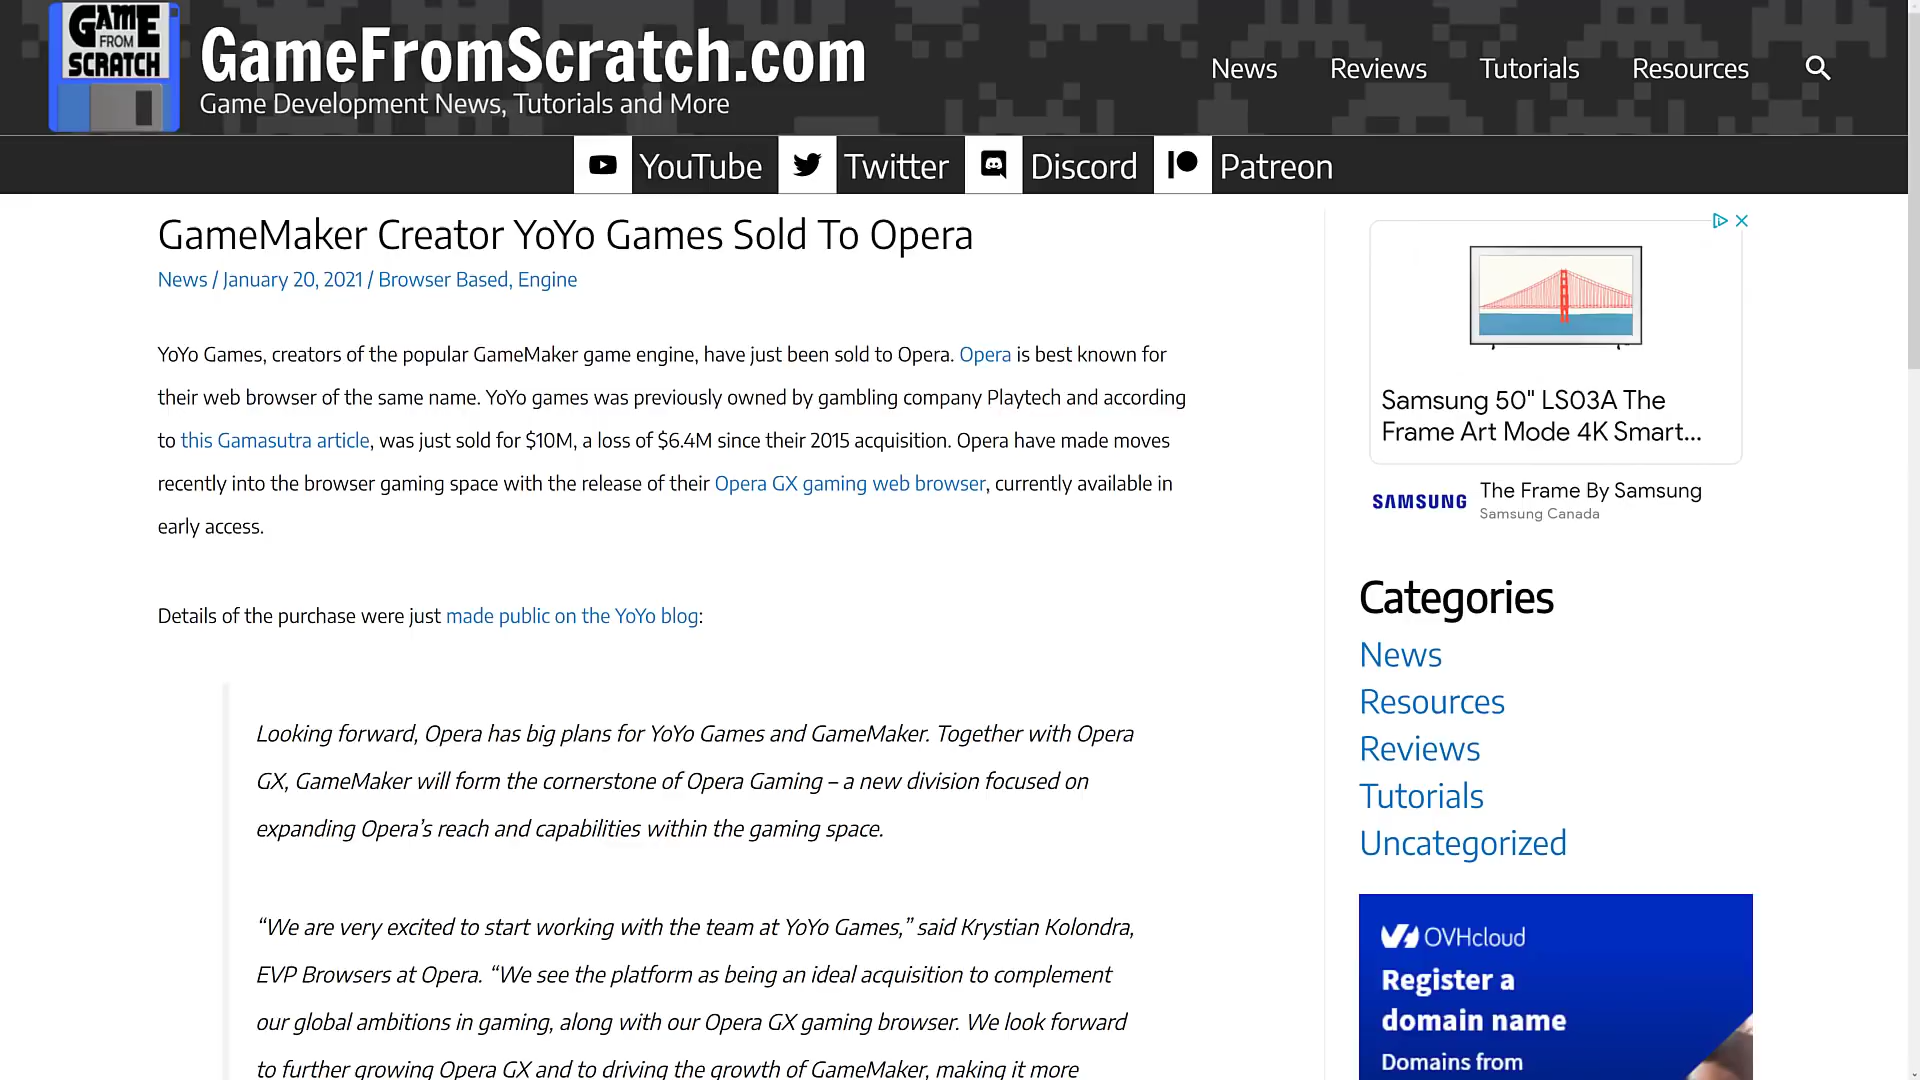 GAME
FROM
SCRATCH
GameFromScratch.com
Game Development News, Tutorials and More
News
Reviews
Tutorials
Resources
YouTube
Twitter
Discord
Patreon
GameMaker Creator YoYo Games Sold To Opera
News / January 20, 2021 / Browser Based, Engine
YoYo Games, creators of the popular GameMaker game engine, have just been sold to Opera. Opera is best known for
their web browser of the same name. YoYo games was previously owned by gambling company Playtech and according
to this Gamasutra article, was just sold for $10M, a loss of $6.4M since their 2015 acquisition. Opera have made moves
recently into the browser gaming space with the release of their Opera GX gaming web browser, currently available in
early access.
Details of the purchase were just made public on the YoYo blog:
Looking forward, Opera has big plans for YoYo Games and GameMaker. Together with Opera
GX, GameMaker will form the cornerstone of Opera Gaming – a new division focused on
expanding Opera’s reach and capabilities within the gaming space.
“We are very excited to start working with the team at YoYo Games,” said Krystian Kolondra,
EVP Browsers at Opera. “We see the platform as being an ideal acquisition to complement
our global ambitions in gaming, along with our Opera GX gaming browser. We look forward
to further growing Opera GX and to driving the growth of GameMaker, making it more
Samsung 50" LS03A The
Frame Art Mode 4K Smart...
SAMSUNG
The Frame By Samsung
Samsung Canada
Categories
News
Resources
Reviews
Tutorials
Uncategorized
OVHcloud
Register a
domain name
Domains from